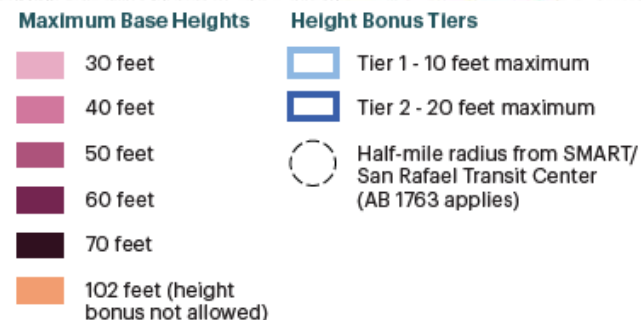 Maximum Base Heights
30 feet
40 feet
50 feet
60 feet
70 feet
102 feet (height
bonus not allowed)
Height Bonus Tiers
Tier 1 - 10 feet maximum
Tier 2 - 20 feet maximum
Half-mile radius from SMART/
San Rafael Transit Center
(AB 1763 applies)